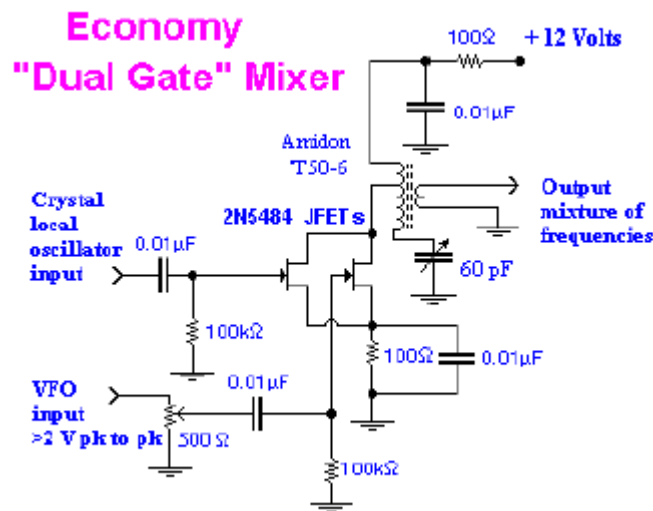 Economy
"Dual Gate" Mixer
100Ω
+12 Volts
0.01µF
Amidon
T50-6
Crystal
local
oscillator
input
0.01µF
2N5484 JFETs
Output
mixture of
frequencies
60 pF
100kΩ
100Ω
0.01µF
VFO
input
>2 V pk to pk
0.01µF
500 Ω
100kΩ